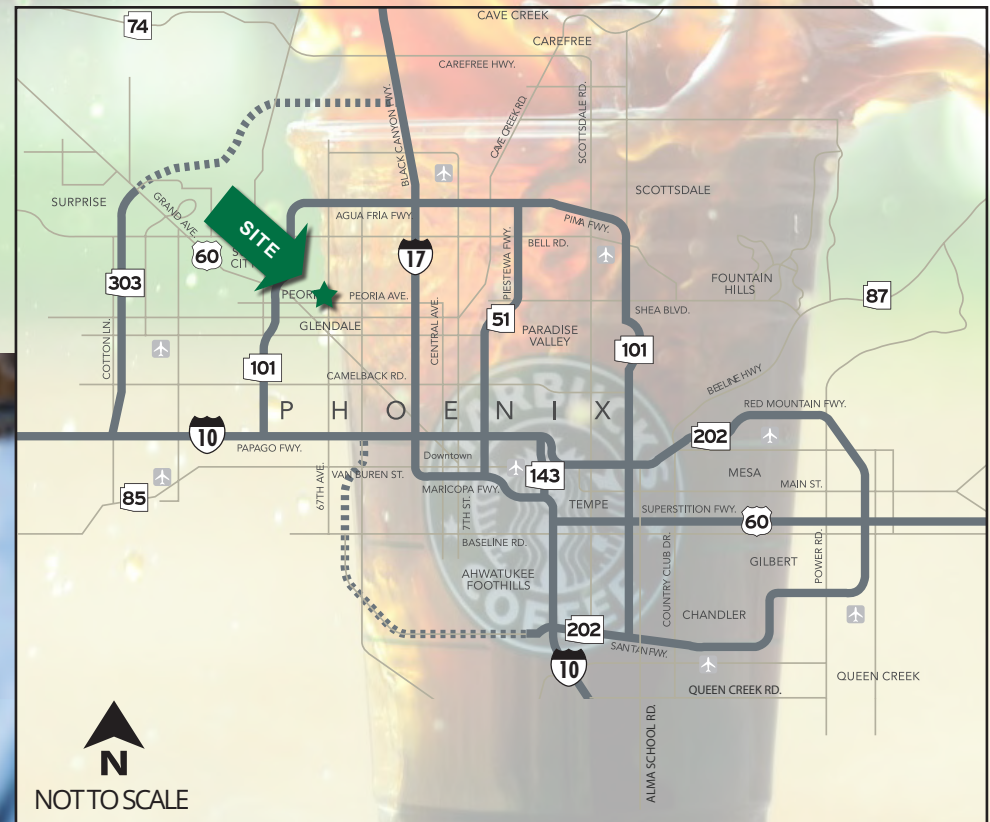 CAVE CREEK
74
CAREFREE
CAREFREE HWY.
BLACK CANYON FWY.
CAVE CREEK RD.
SCOTTSDALE RD.
SURPRISE
GRAND AVE.
SCOTTSDALE
AGUA FRIA FWY.
PIMA FWY.
SITE
60
CITY
17
PIESTEWA FWY.
BELL RD.
303
FOUNTAIN
HILLS
87
PEORIA AVE.
SHEA BLVD.
51
GLENDALE
CENTRAL AVE.
PARADISE
VALLEY
COTTON LN.
101
101
CAMELBACK RD.
BEELINE HWY
PHOENIX
RED MOUNTAIN FWY.
10
202
PAPAGO FWY.
Downtown
67TH AVE.
VAN BUREN ST.
143
MESA
85
MARICOPA FWY.
MAIN ST.
7TH ST.
TEMPE
SUPERSTITION FWY.
60
BASELINE RD.
COUNTRY CLUB DR.
POWER RD.
GILBERT
AHWATUKEE
FOOTHILLS
CHANDLER
202
SANTAN FWY.
10
QUEEN CREEK
QUEEN CREEK RD.
ALMA SCHOOL RD.
N
NOT TO SCALE